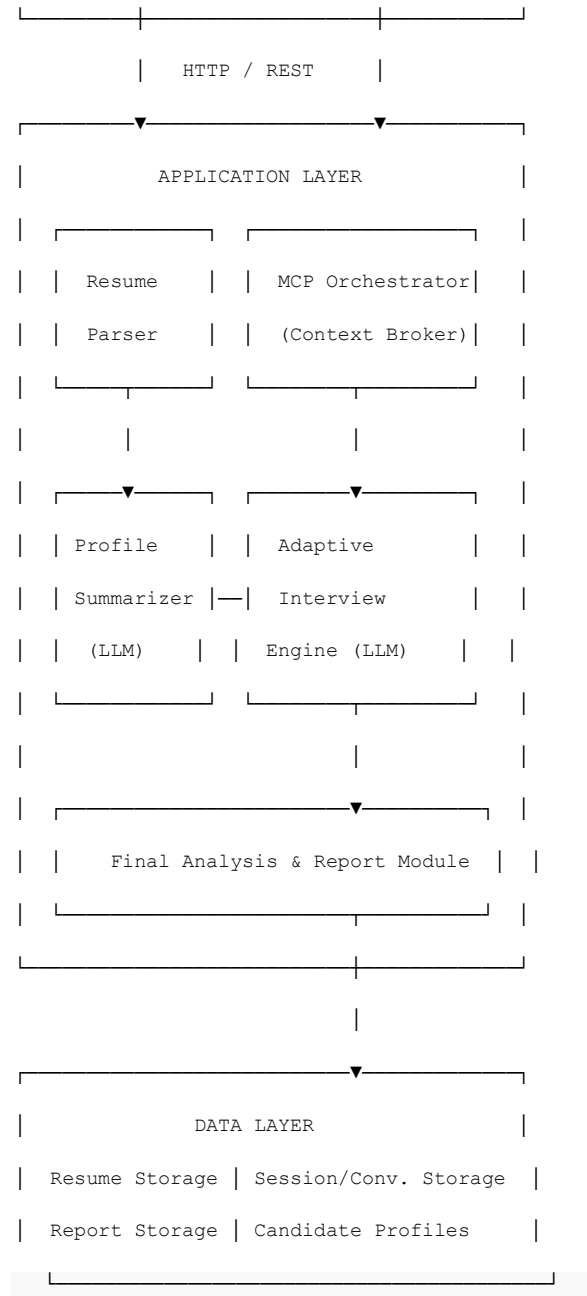 HTTP / REST
APPLICATION LAYER
Resume MCP Orchestrator
Parser (Context Broker)
Profile Adaptive
Summarizer Interview
(LLM) Engine (LLM)
Final Analysis & Report Module
DATA LAYER
Resume Storage | Session/Conv. Storage
Report Storage | Candidate Profiles